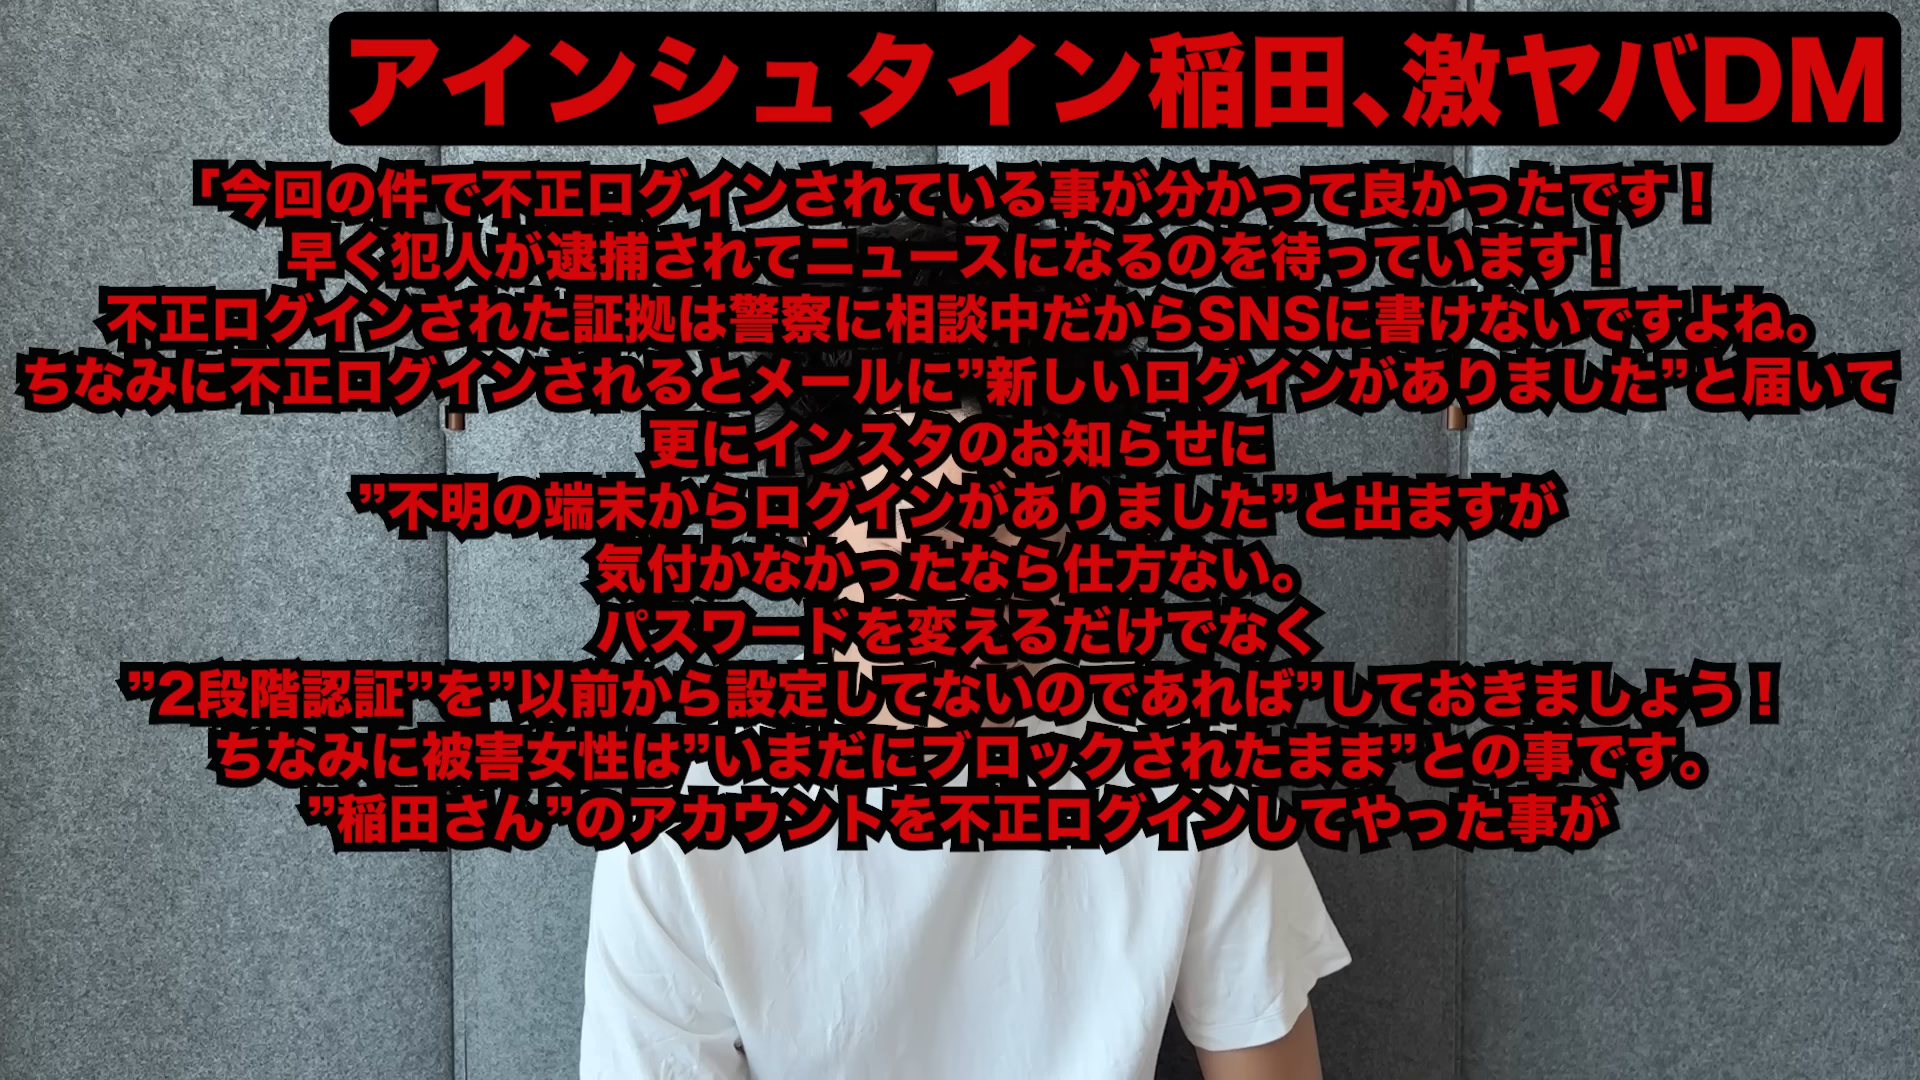 アインシュタイン稲田、激ヤバDM
「今回の件で不正ログインされている事が分かって良かったです！
早く犯人が逮捕されてニュースになるのを待っています！
不正ログインされた証拠は警察に相談中だからSNSに書けないですよね。
ちなみに不正ログインされるとメールに”新しいログインがありました”と届いて
更にインスタのお知らせに
”不明の端末からログインがありました”と出ますが
気付かなかったなら仕方ない。
パスワードを変えるだけでなく
”2段階認証”を”以前から設定してないのであれば”しておきましょう！
ちなみに被害女性は”いまだにブロックされたまま”との事です。
”稲田さん”のアカウントを不正ログインしてやった事が